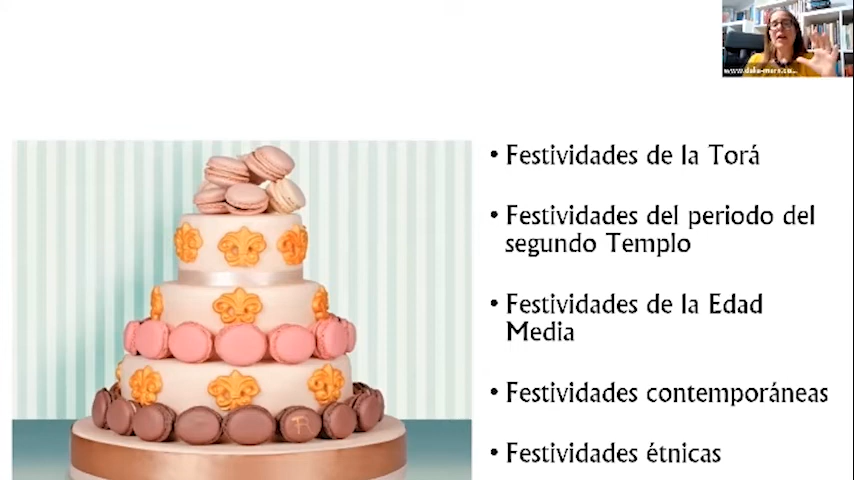 • Festividades de la Torá
• Festividades del periodo del
segundo Templo
• Festividades de la Edad
Media
• Festividades contemporáneas
• Festividades étnicas